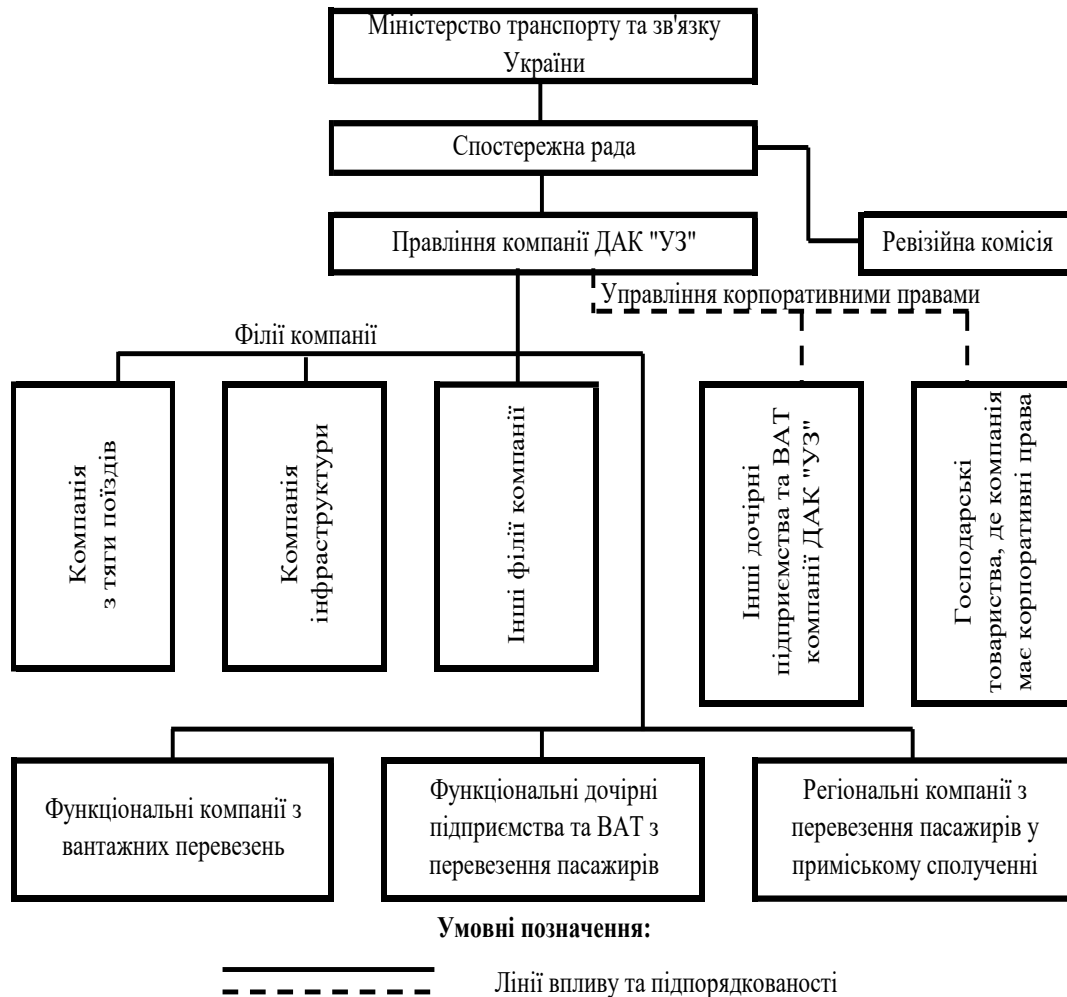 Міністерство транспорту та зв'язку
України
Спостережна рада
Правління компанії ДАК "УЗ"
Ревізійна комісія
Управління корпоративними правами
Філії компанії
Компанія
з тяги поїздів
Компанія
інфраструктури
Інші філії компанії
Інші дочірні
підприємства та ВАТ
компанії ДАК "УЗ"
Господарські
товариства, де компанія
має корпоративні права
Функціональні компанії з
вантажних перевезень
Функціональні дочірні
підприємства та ВАТ з
перевезення пасажирів
Регіональні компанії з
перевезення пасажирів у
приміському сполученні
Умовні позначення:
Лінії впливу та підпорядкованості